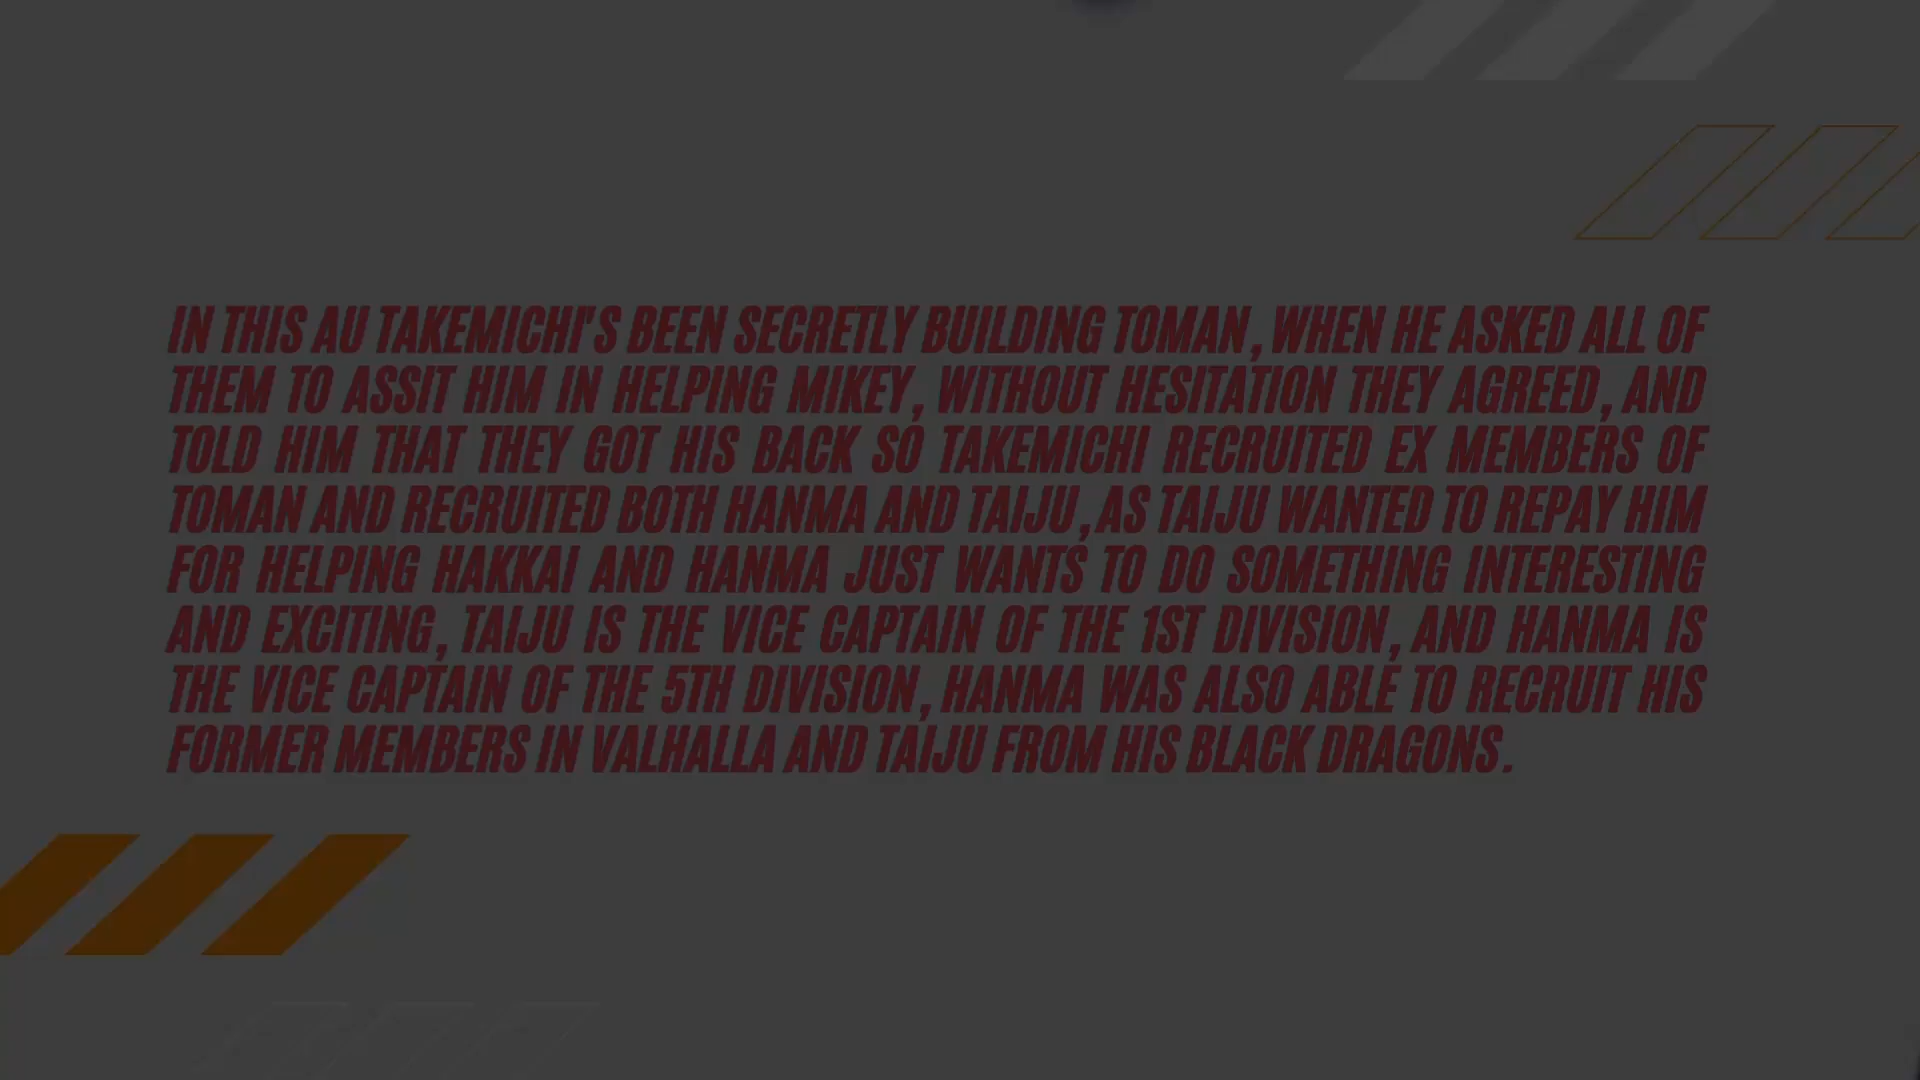 IN THIS AU TAKEMICHI'S BEEN SECRETLY BUILDING TOMAN, WHEN HE ASKED ALL OF
THEM TO ASSIT HIM IN HELPING MIKEY, WITHOUT HESITATION THEY AGREED, AND
TOLD HIM THAT THEY GOT HIS BACK SO TAKEMICHI RECRUITED EX MEMBERS OF
TOMAN AND RECRUITED BOTH HANMA AND TAIJU, AS TAIJU WANTED TO REPAY HIM
FOR HELPING HAKKAI AND HANMA JUST WANTS TO DO SOMETHING INTERESTING
AND EXCITING, TAIJU IS THE VICE CAPTAIN OF THE 1ST DIVISION, AND HANMA IS
THE VICE CAPTAIN OF THE 5TH DIVISION, HANMA WAS ALSO ABLE TO RECRUIT HIS
FORMER MEMBERS IN VALHALLA AND TAIJU FROM HIS BLACK DRAGONS.